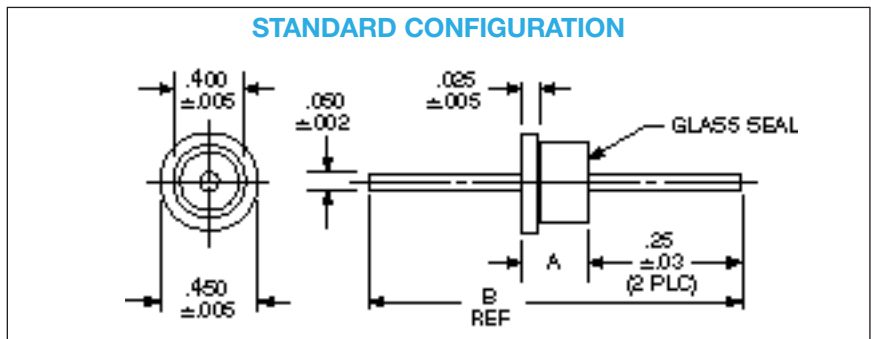 STANDARD CONFIGURATION
.400
±.005
.050
±.002
.025
±.005
GLASS SEAL
A
.25
±.03
(2 PLC)
B
REF
.450
±.005